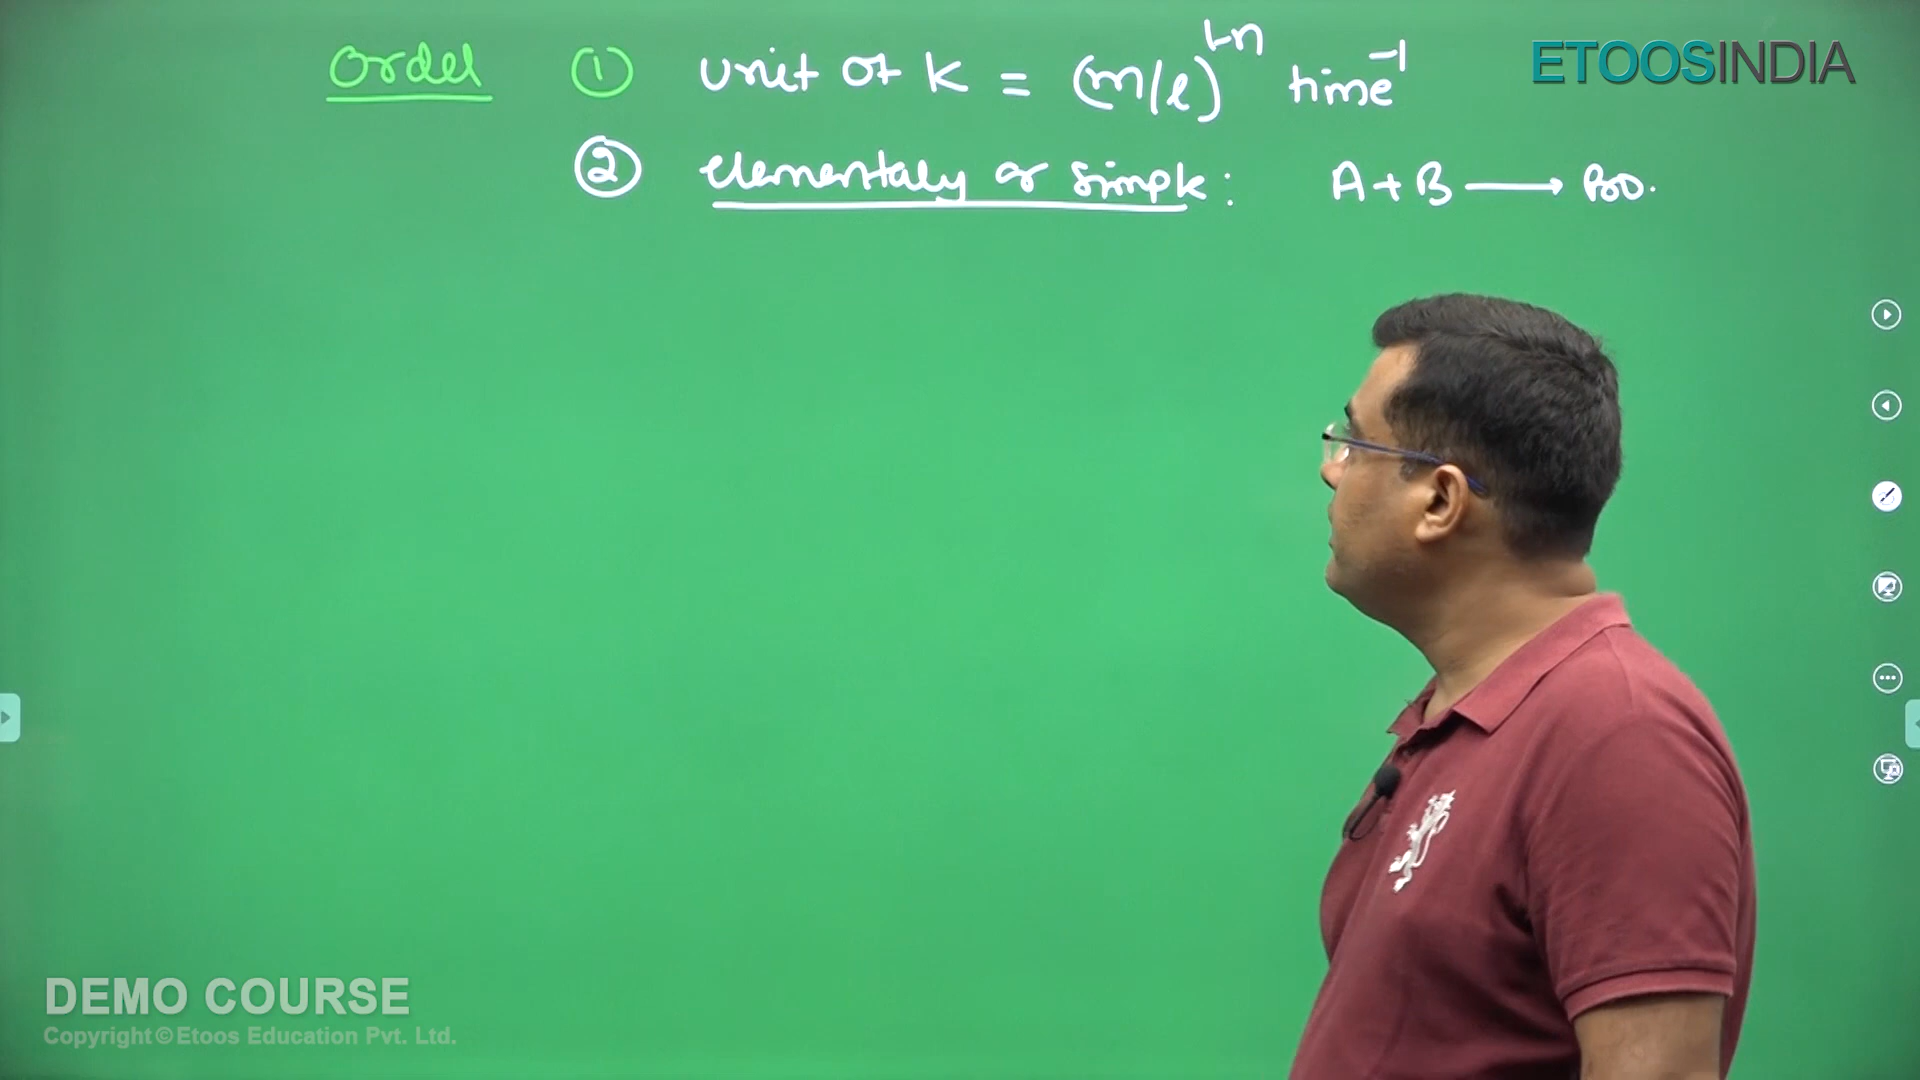 Order ① unit of K = (m/l)^1-n time^-1
ETOOSINDIA
② elementary or simple : A + B ⟶ Pro.
DEMO COURSE
Copyright © Etoos Education Pvt. Ltd.